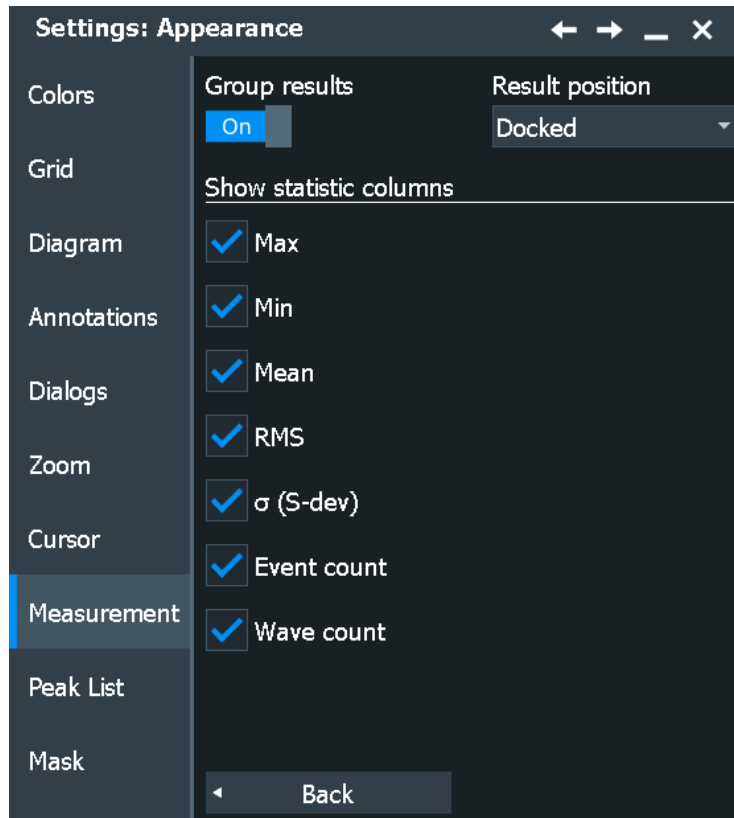 Settings: Appearance
Colors
Grid
Diagram
Annotations
Dialogs
Zoom
Cursor
Measurement
Peak List
Mask
Group results
On
Result position
Docked
Show statistic columns
Max
Min
Mean
RMS
σ (S-dev)
Event count
Wave count
Back